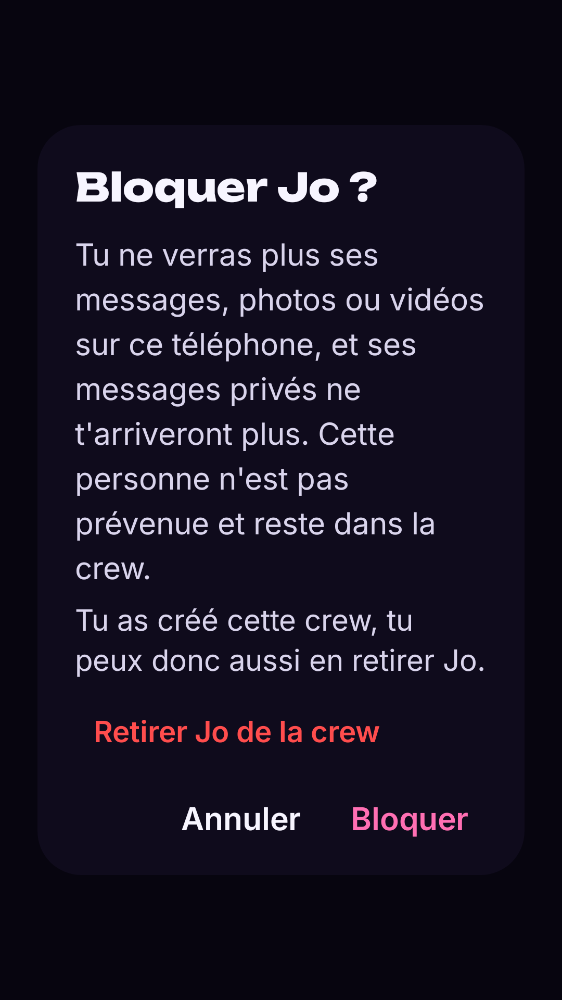 Bloquer Jo ?
Tu ne verras plus ses
messages, photos ou vidéos
sur ce téléphone, et ses
messages privés ne
t'arriveront plus. Cette
personne n'est pas
prévenue et reste dans la
crew.
Tu as créé cette crew, tu
peux donc aussi en retirer Jo.
Retirer Jo de la crew
Annuler Bloquer